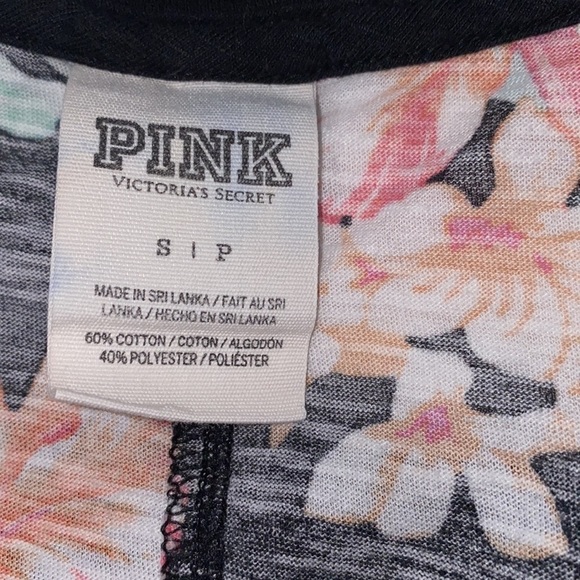 PINK
VICTORIA'S SECRET
S | P
MADE IN SRI LANKA / FAIT AU SRI
LANKA / HECHO EN SRI LANKA
60% COTTON / COTON / ALGODÓN
40% POLYESTER / POLIÉSTER